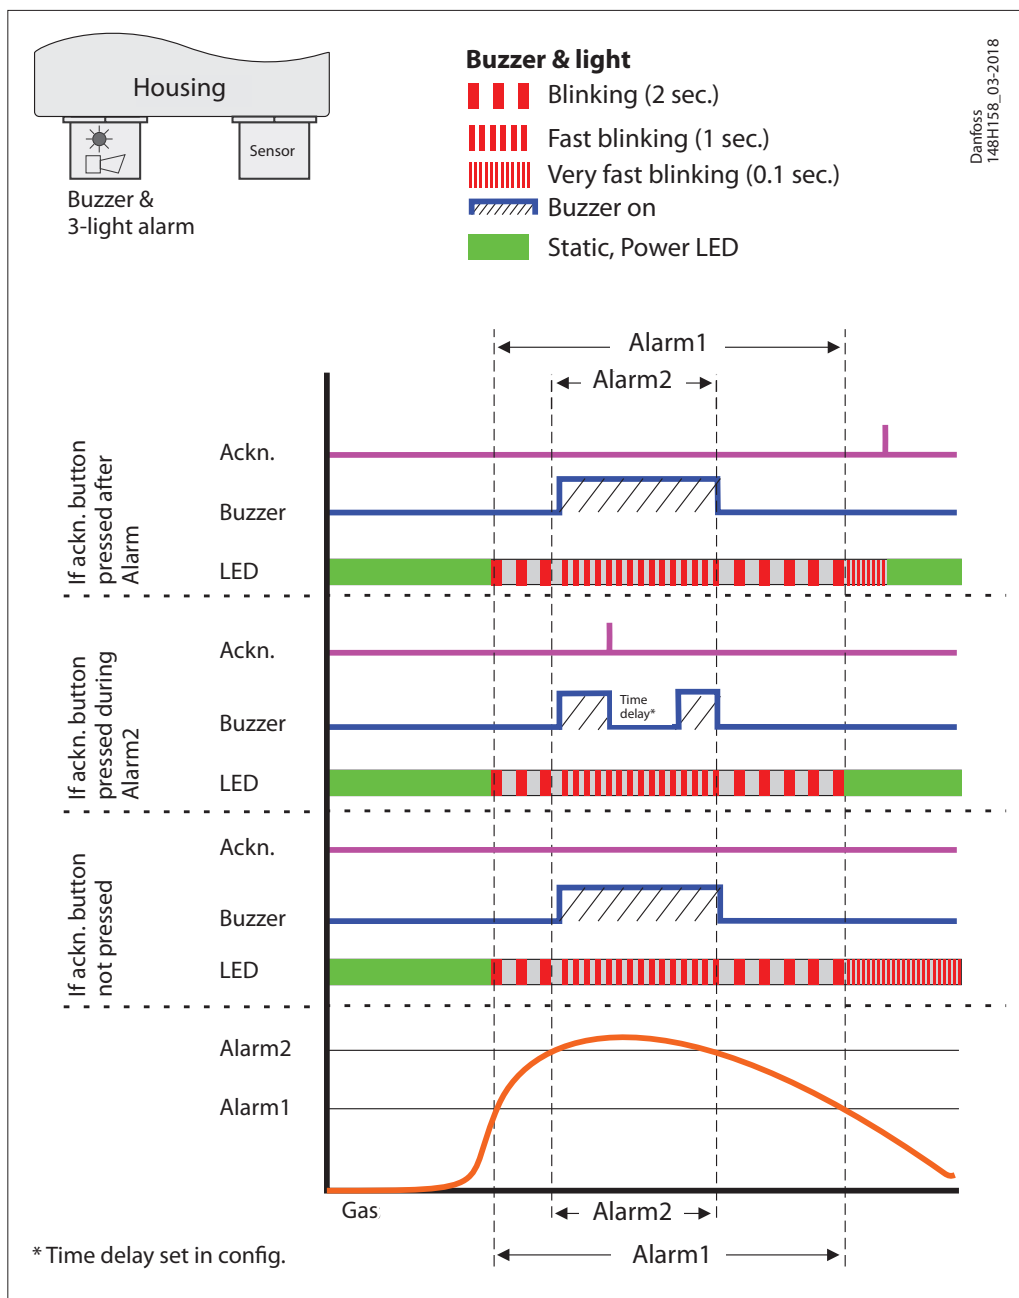 Housing
Sensor
Buzzer &
3-light alarm
Buzzer & light
Blinking (2 sec.)
Fast blinking (1 sec.)
Very fast blinking (0.1 sec.)
Buzzer on
Static, Power LED
Danfoss
148H158_03-2018
Alarm1
Alarm2
If ackn. button
pressed after
Alarm
Ackn.
Buzzer
LED
If ackn. button
pressed during
Alarm2
Ackn.
Buzzer
Time
delay*
LED
If ackn. button
not pressed
Ackn.
Buzzer
LED
Alarm2
Alarm1
Gas
Alarm2
Alarm1
* Time delay set in config.